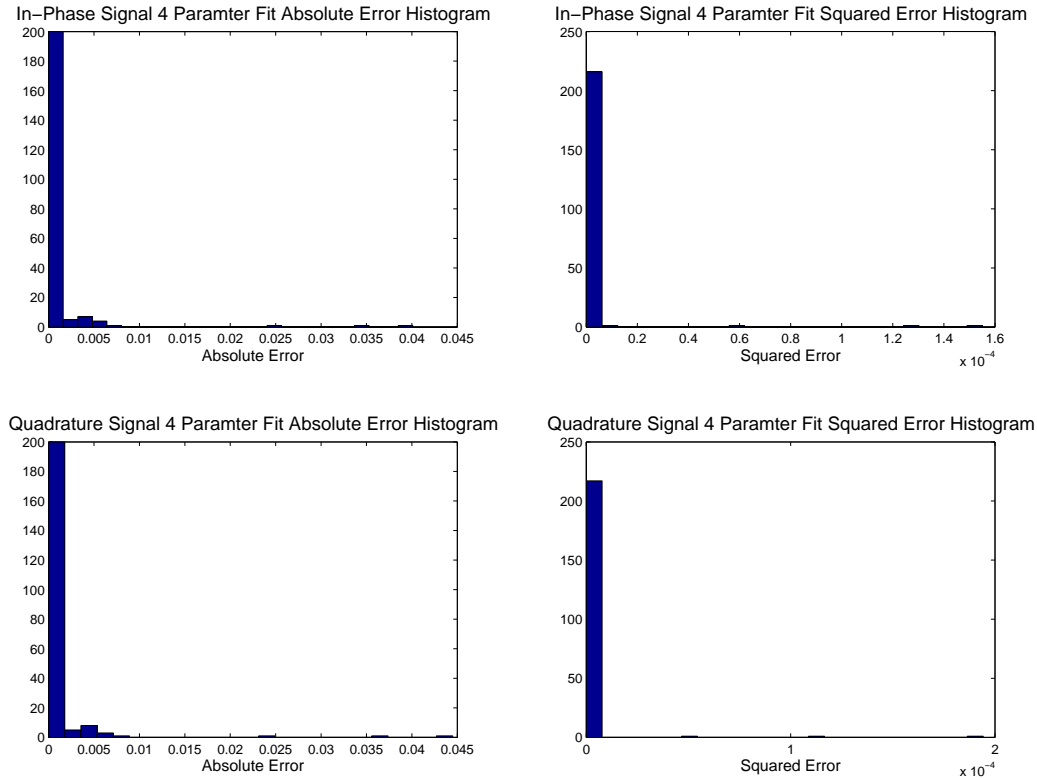 In−Phase Signal 4 Paramter Fit Absolute Error Histogram
200
180
160
140
120
100
80
60
40
20
0
0 0.005 0.01 0.015 0.02 0.025 0.03 0.035 0.04 0.045
Absolute Error
In−Phase Signal 4 Paramter Fit Squared Error Histogram
250
200
150
100
50
0
0 0.2 0.4 0.6 0.8 1 1.2 1.4 1.6
Squared Error
x 10−4
Quadrature Signal 4 Paramter Fit Absolute Error Histogram
200
180
160
140
120
100
80
60
40
20
0
0 0.005 0.01 0.015 0.02 0.025 0.03 0.035 0.04 0.045
Absolute Error
Quadrature Signal 4 Paramter Fit Squared Error Histogram
250
200
150
100
50
0
0 1 2
Squared Error
x 10−4